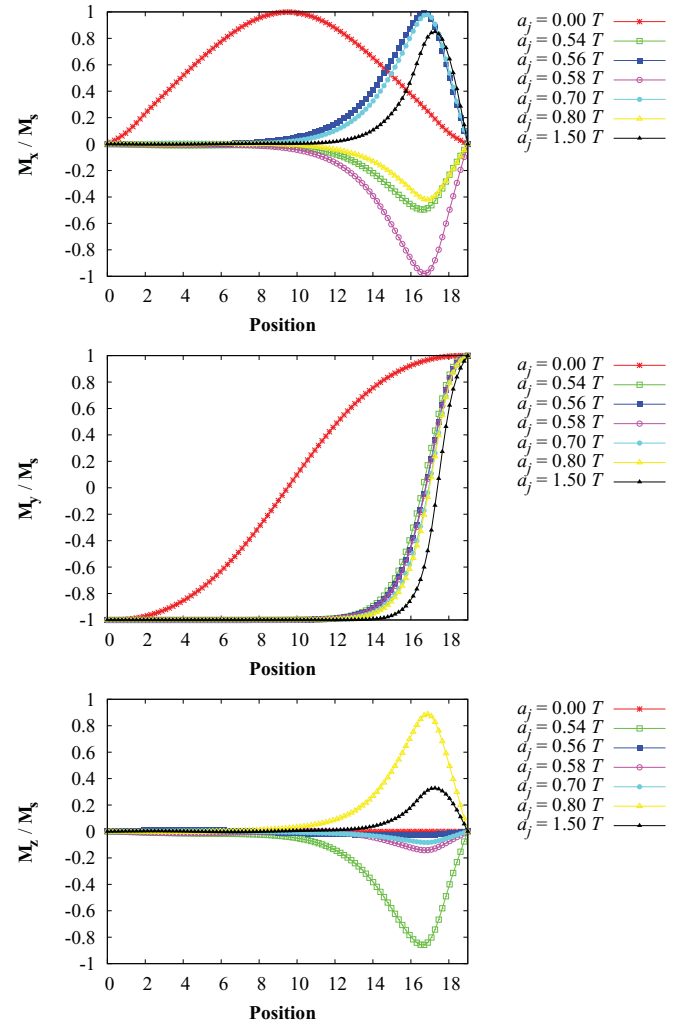 1
0.8
0.6
0.4
0.2
0
-0.2
-0.4
-0.6
-0.8
-1
M_x / M_s
0 2 4 6 8 10 12 14 16 18
Position
a_j = 0.00 T
a_j = 0.54 T
a_j = 0.56 T
a_j = 0.58 T
a_j = 0.70 T
a_j = 0.80 T
a_j = 1.50 T
1
0.8
0.6
0.4
0.2
0
-0.2
-0.4
-0.6
-0.8
-1
M_y / M_s
0 2 4 6 8 10 12 14 16 18
Position
a_j = 0.00 T
a_j = 0.54 T
a_j = 0.56 T
a_j = 0.58 T
a_j = 0.70 T
a_j = 0.80 T
a_j = 1.50 T
1
0.8
0.6
0.4
0.2
0
-0.2
-0.4
-0.6
-0.8
-1
M_z / M_s
0 2 4 6 8 10 12 14 16 18
Position
a_j = 0.00 T
a_j = 0.54 T
a_j = 0.56 T
a_j = 0.58 T
a_j = 0.70 T
a_j = 0.80 T
a_j = 1.50 T